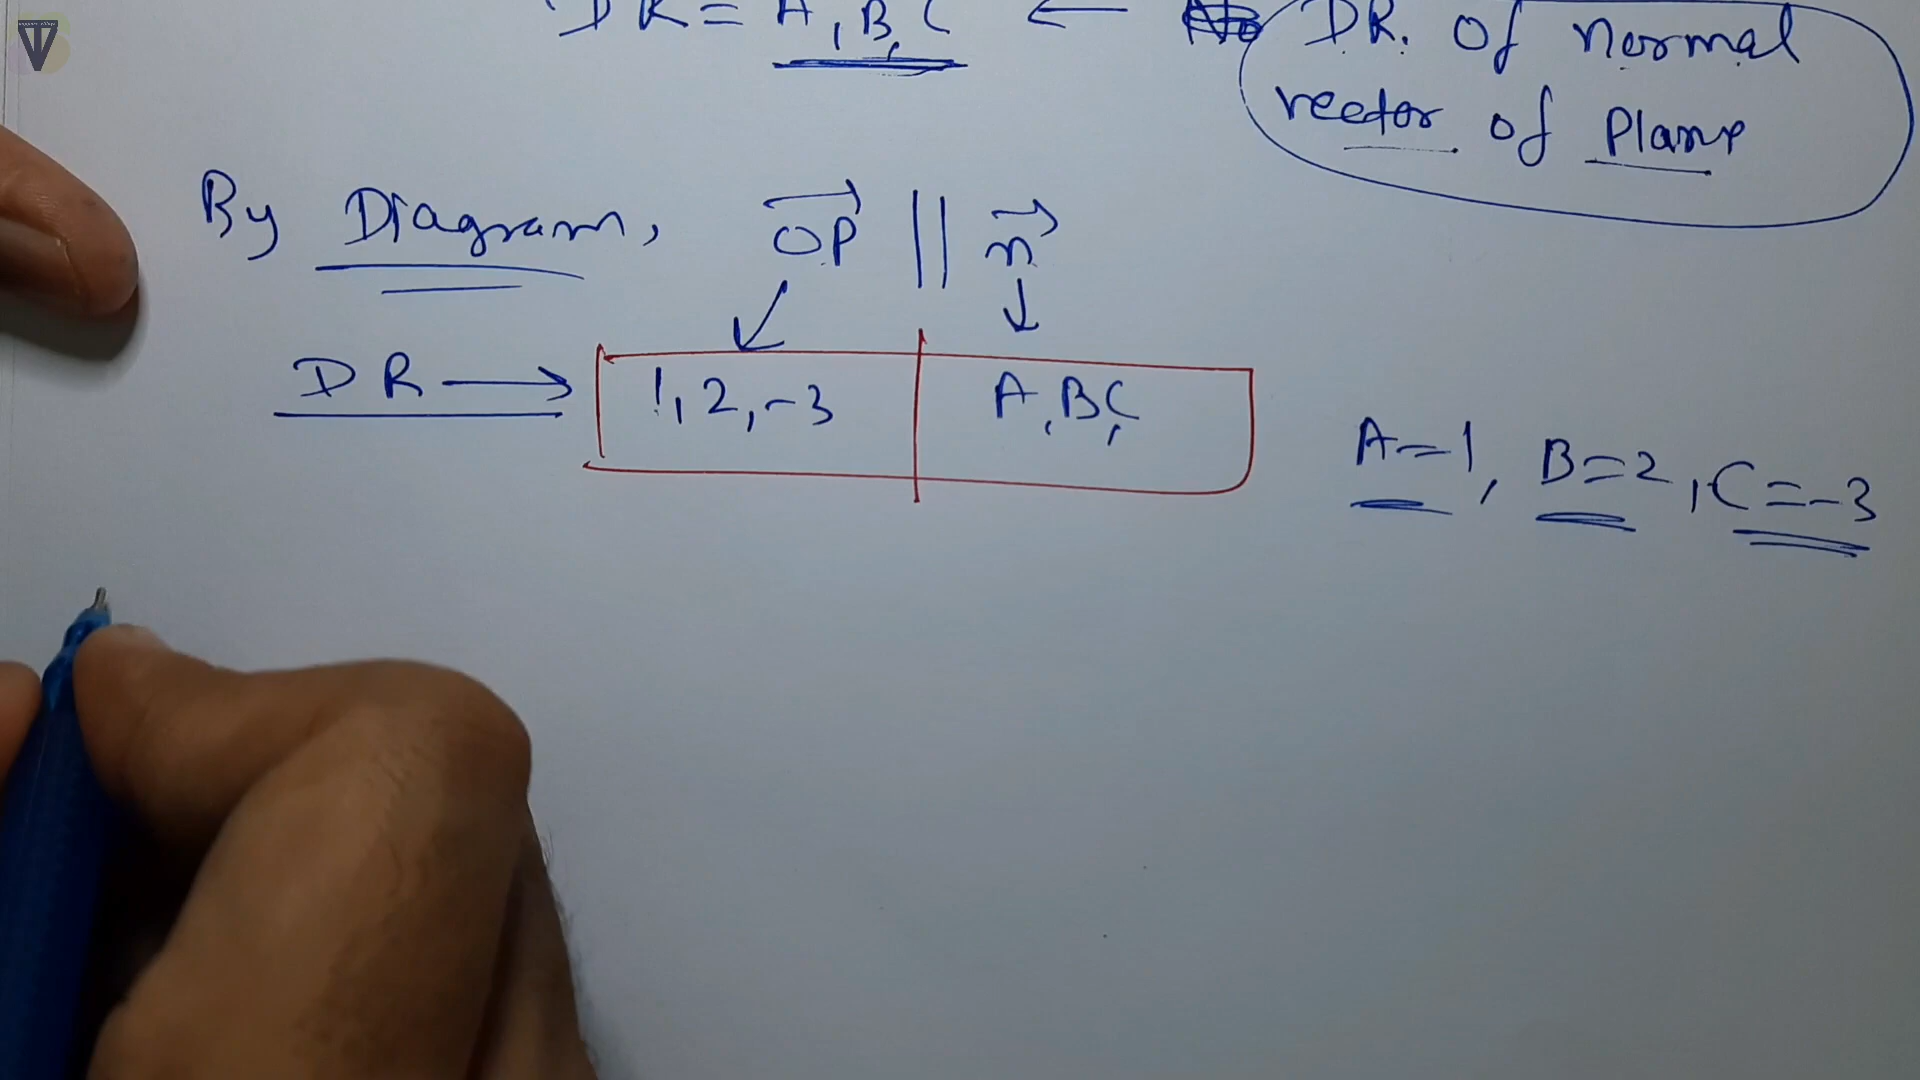 DR = A, B, C ← DR. of normal
vector of Plane
By Diagram, OP || n
DR → 1, 2, -3 A, B, C
A = 1, B = 2, C = -3